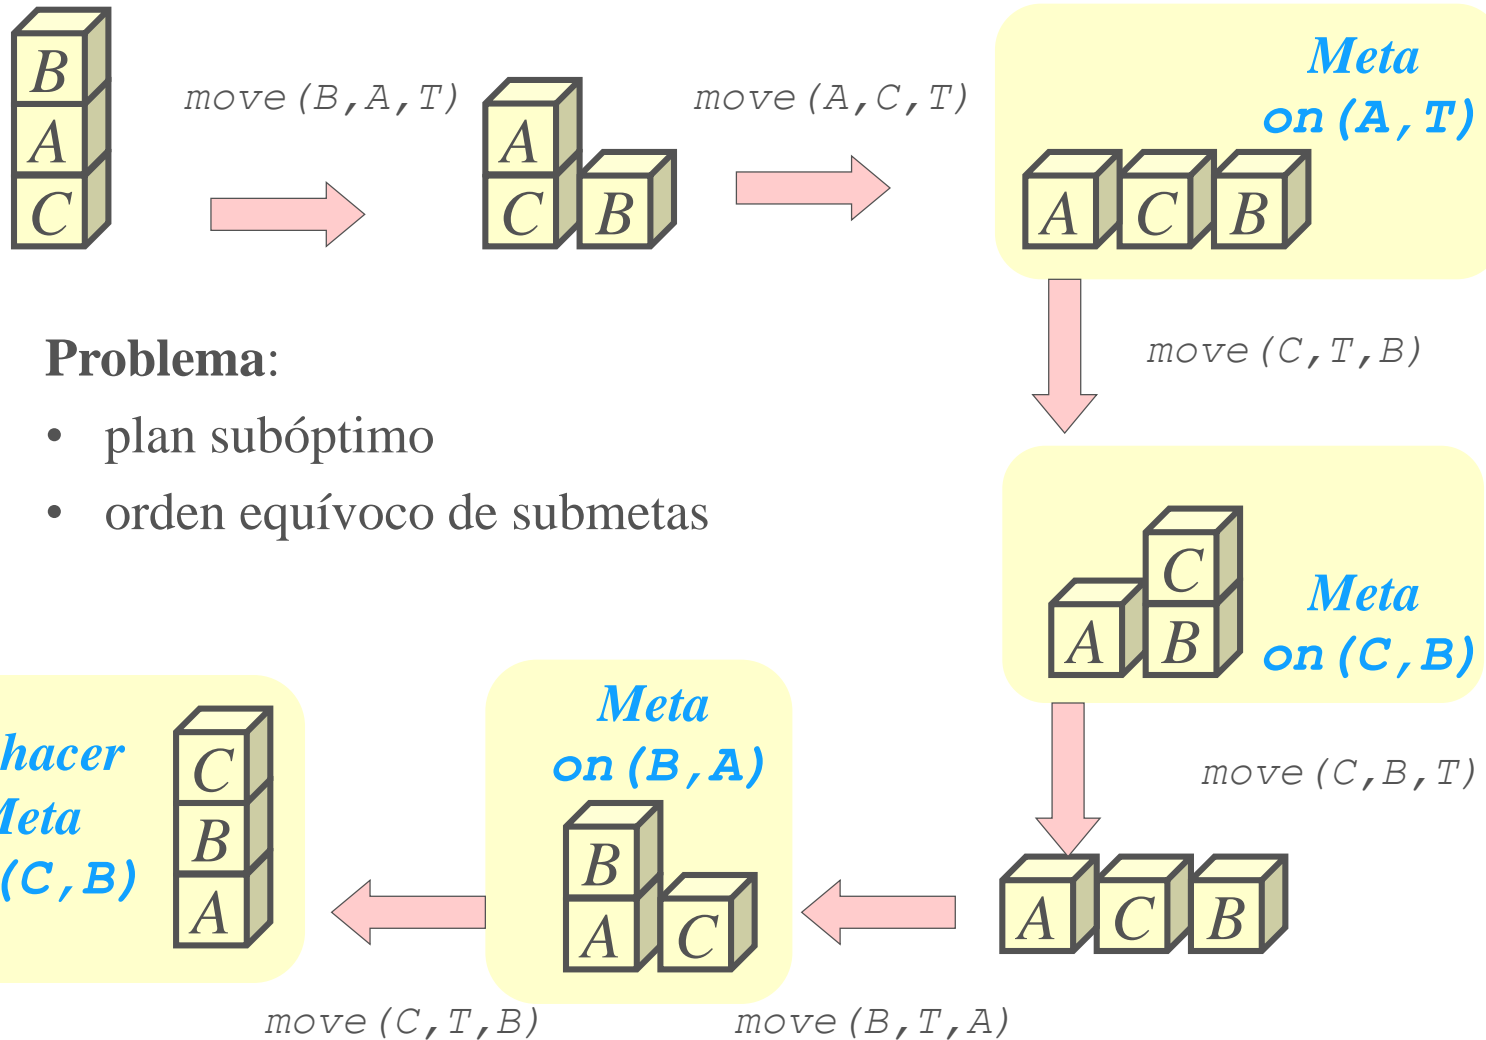 B
A
C
move(B,A,T)
A
C B
move(A,C,T)
Meta
on(A,T)
A C B
move(C,T,B)
Problema:
• plan subóptimo
• orden equívoco de submetas
C
A B
Meta
on(C,B)
move(C,B,T)
A C B
move(B,T,A)
Meta
on(B,A)
B
A C
move(C,T,B)
hacer
Meta
(C,B)
C
B
A